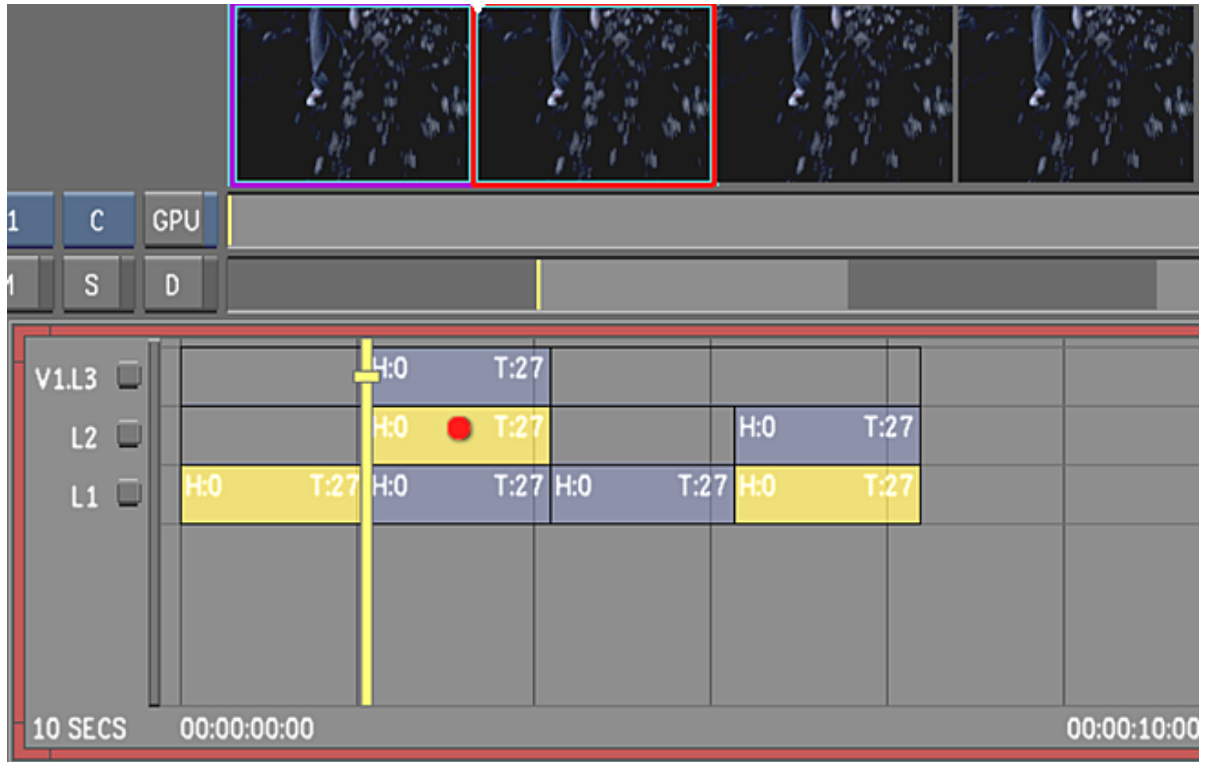 1 C GPU
M S D
V1.L3 H:0 T:27
L2 H:0 T:27 H:0 T:27
L1 H:0 T:27 H:0 T:27 H:0 T:27 H:0 T:27
10 SECS 00:00:00:00 00:00:10:00